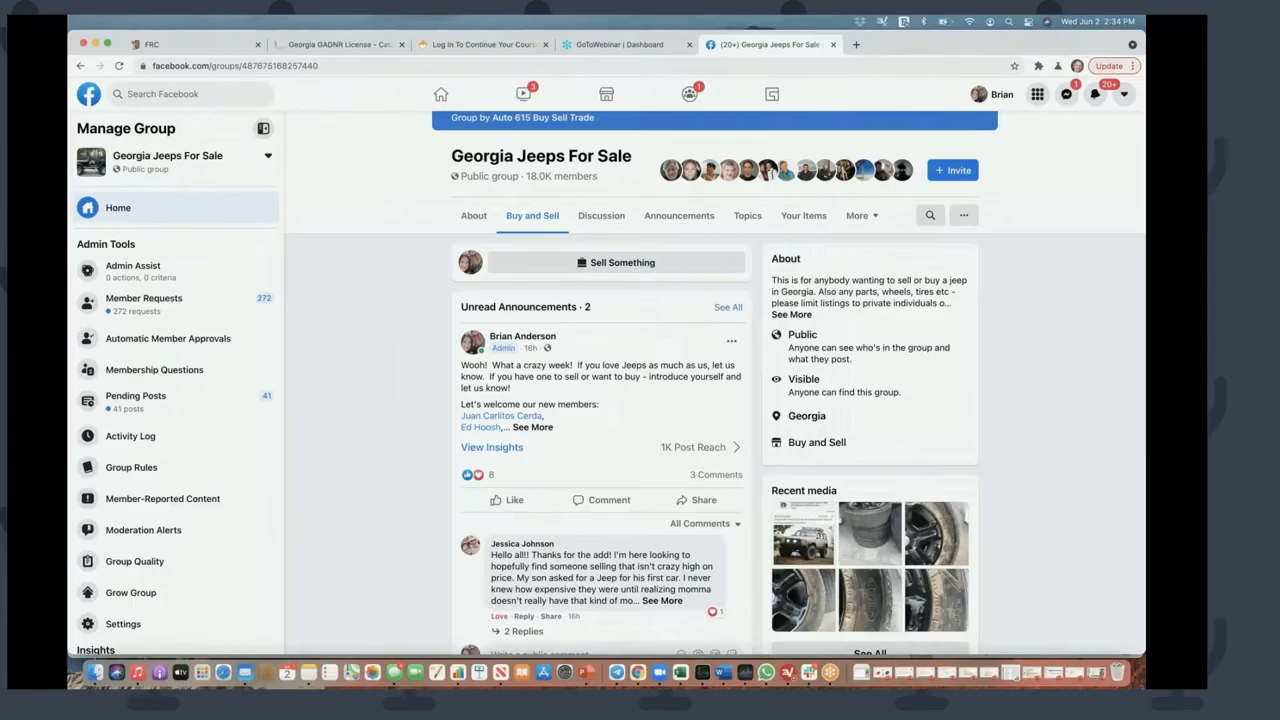 Wed Jun 2 2:34 PM
FRC
Georgia GADNR License - Cat
Log in To Continue Your Cours
GoToWebinar | Dashboard
(20+) Georgia Jeeps For Sale
facebook.com/groups/487675168257440
Update
Search Facebook
3
1
Brian
1
20+
Manage Group
Georgia Jeeps For Sale
Public group
Home
Admin Tools
Admin Assist
0 actions, 0 criteria
Member Requests
272
272 requests
Automatic Member Approvals
Membership Questions
Pending Posts
41
41 posts
Activity Log
Group Rules
Member-Reported Content
Moderation Alerts
Group Quality
Grow Group
Settings
Insights
Group by Auto 615 Buy Sell Trade
Georgia Jeeps For Sale
Public group · 18.0K members
+ Invite
About
Buy and Sell
Discussion
Announcements
Topics
Your Items
More
Sell Something
Unread Announcements · 2
See All
Brian Anderson
Admin · 16h ·
Wooh! What a crazy week! If you love Jeeps as much as us, let us
know. If you have one to sell or want to buy - introduce yourself and
let us know!
Let's welcome our new members:
Juan Carlitos Cerda,
Ed Hoosh,... See More
View Insights
1K Post Reach
8
3 Comments
Like
Comment
Share
All Comments
Jessica Johnson
Hello all!! Thanks for the add! I'm here looking to
hopefully find someone selling that isn't crazy high on
price. My son asked for a Jeep for his first car. I never
knew how expensive they were until realizing momma
doesn't really have that kind of mo... See More
1
Love · Reply · Share · 16h
2 Replies
Write a public comment
About
This is for anybody wanting to sell or buy a jeep
in Georgia. Also any parts, wheels, tires etc -
please limit listings to private individuals o...
See More
Public
Anyone can see who's in the group and
what they post.
Visible
Anyone can find this group.
Georgia
Buy and Sell
Recent media
See All